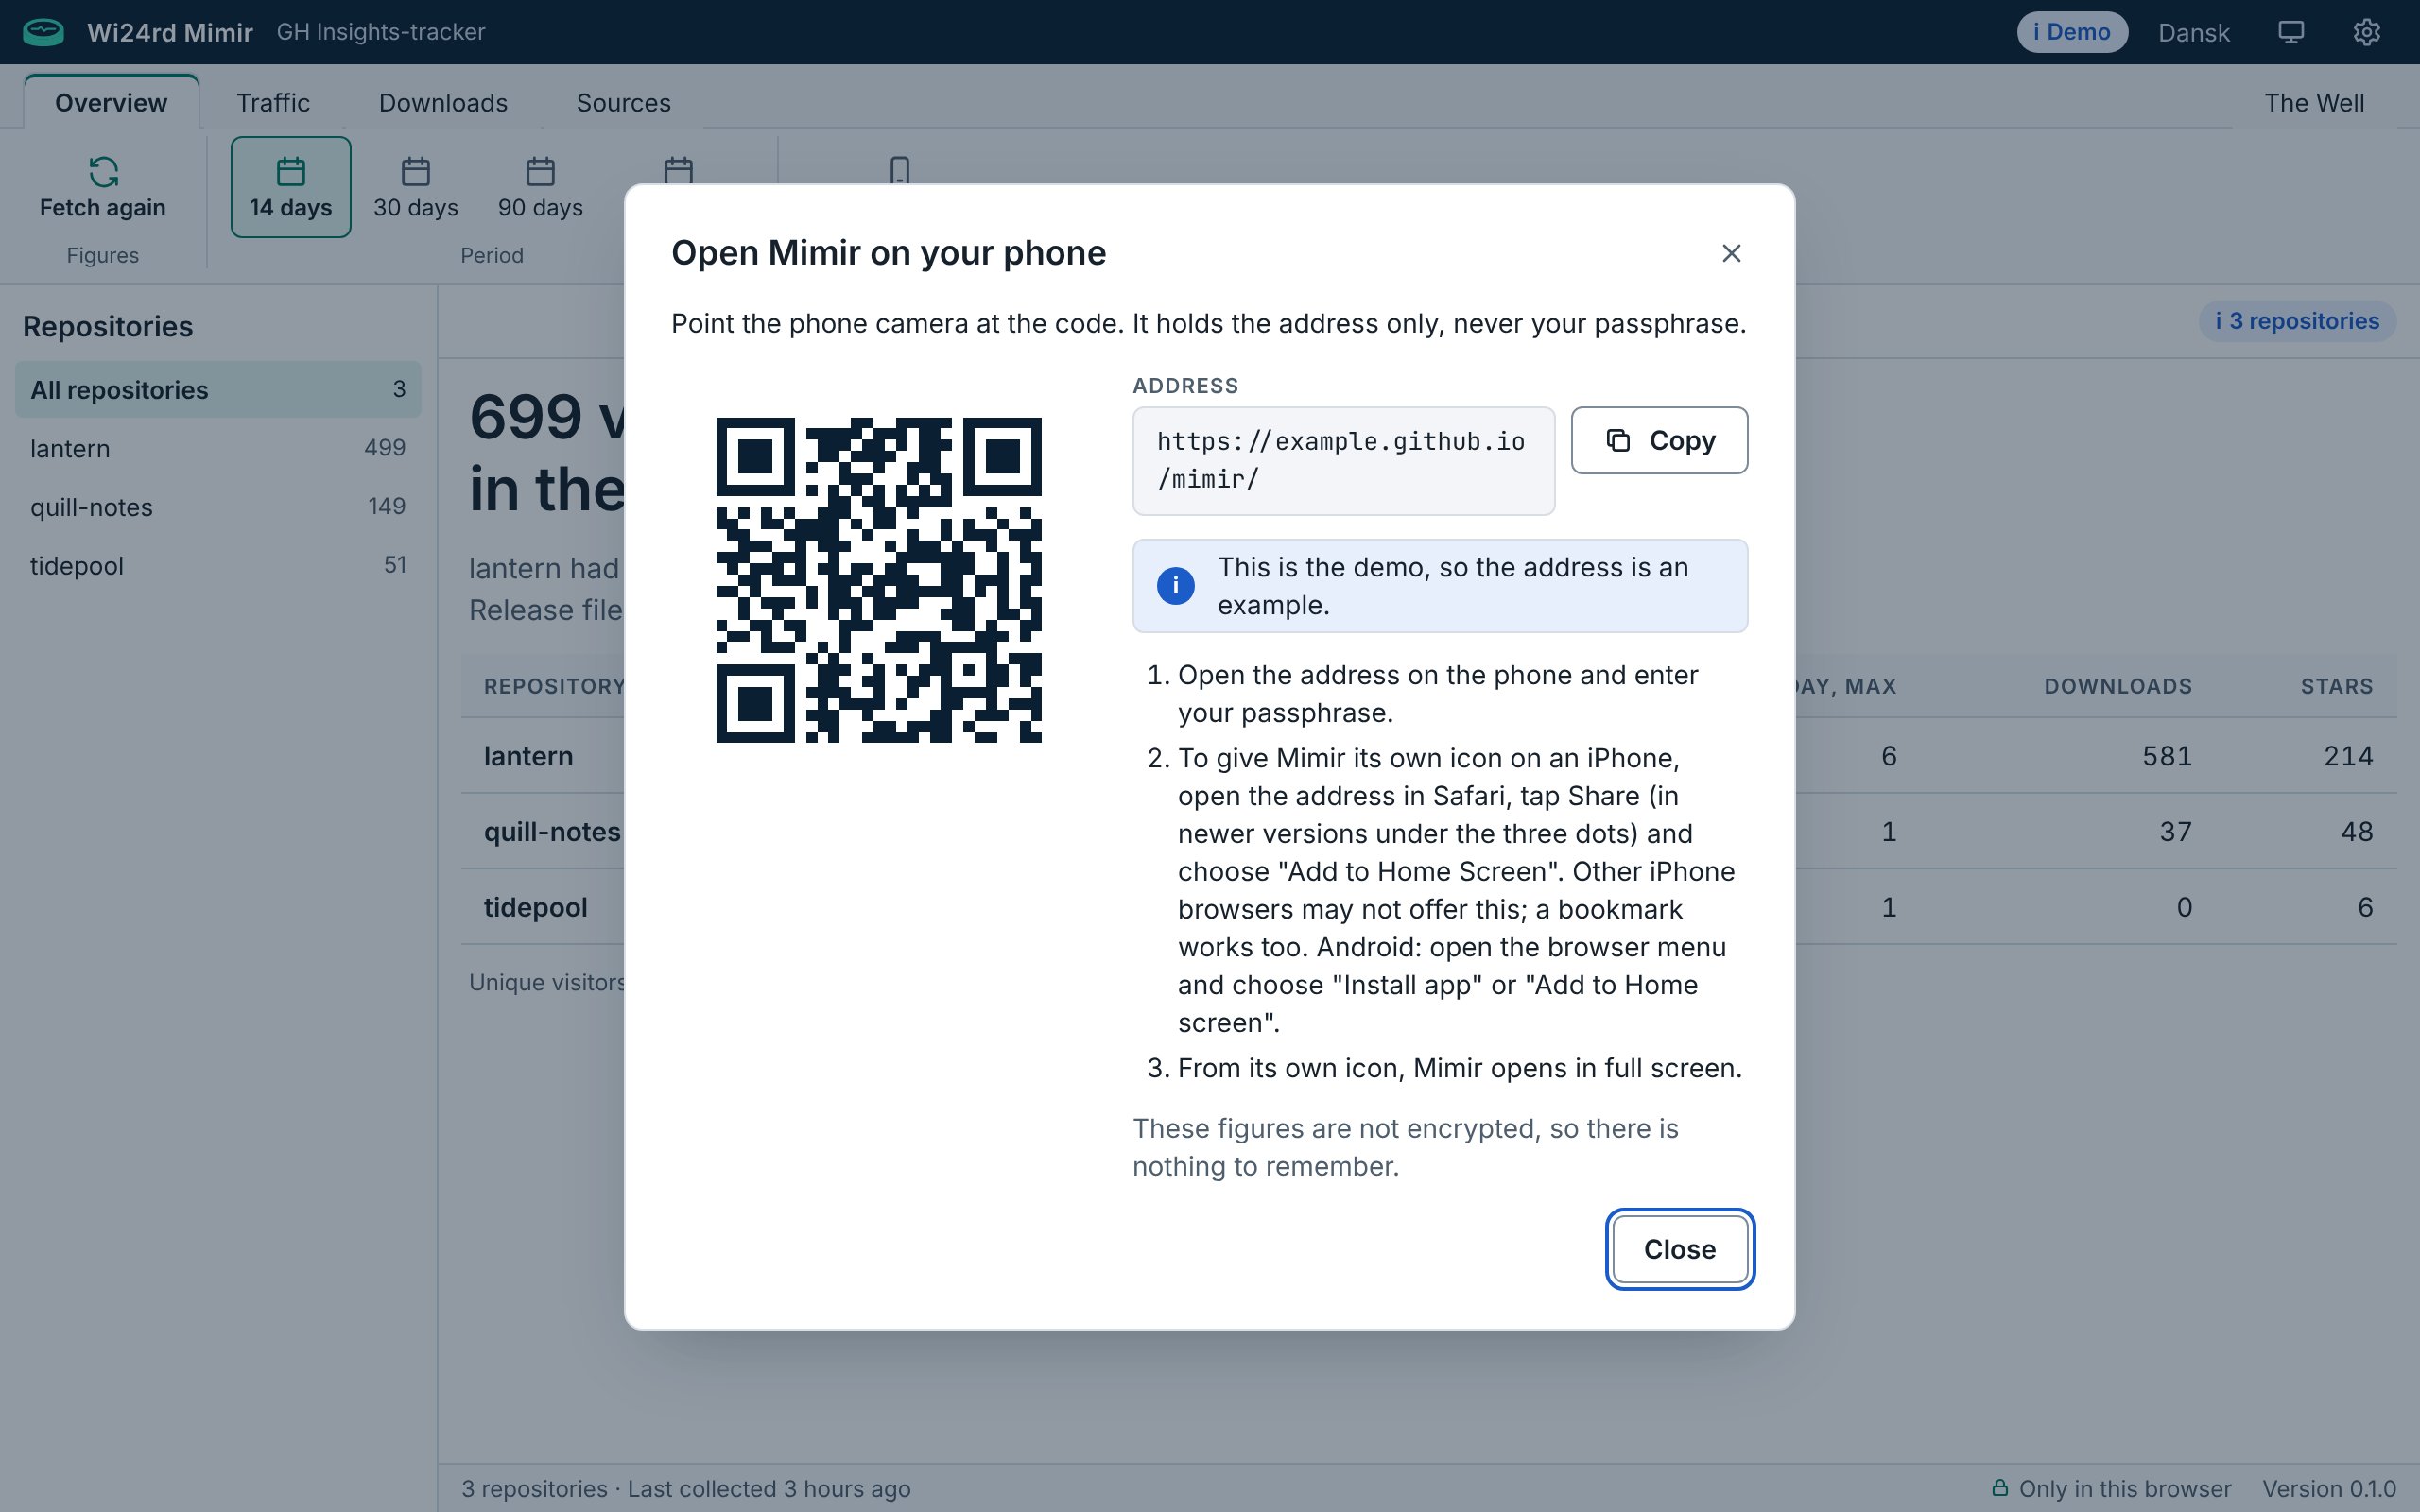 Wi24rd Mimir GH Insights-tracker
i Demo
Dansk
Overview
Traffic
Downloads
Sources
The Well
Fetch again
14 days
30 days
90 days
Figures
Period
Repositories
All repositories 3
lantern 499
quill-notes 149
tidepool 51
i 3 repositories
699
in the
lantern had
Release file
REPOSITORY
DAY, MAX
DOWNLOADS
STARS
lantern
6
581
214
quill-notes
1
37
48
tidepool
1
0
6
Unique visitors
Open Mimir on your phone
Point the phone camera at the code. It holds the address only, never your passphrase.
ADDRESS
https://example.github.io
/mimir/
Copy
i
This is the demo, so the address is an
example.
1. Open the address on the phone and enter
your passphrase.
2. To give Mimir its own icon on an iPhone,
open the address in Safari, tap Share (in
newer versions under the three dots) and
choose "Add to Home Screen". Other iPhone
browsers may not offer this; a bookmark
works too. Android: open the browser menu
and choose "Install app" or "Add to Home
screen".
3. From its own icon, Mimir opens in full screen.
These figures are not encrypted, so there is
nothing to remember.
Close
3 repositories · Last collected 3 hours ago
Only in this browser
Version 0.1.0